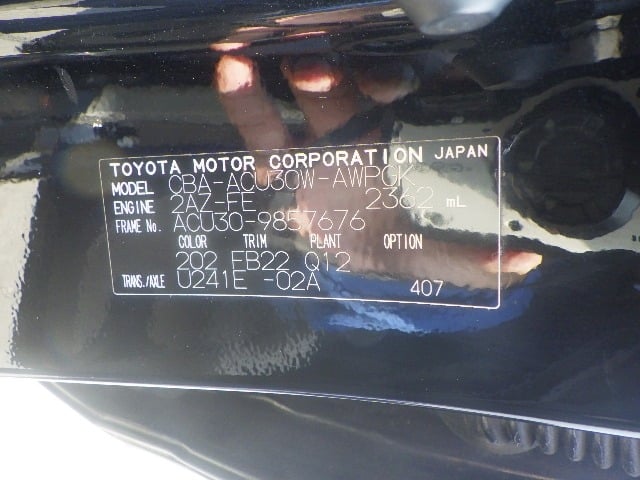 TOYOTA MOTOR CORPORATION JAPAN
MODEL CBA-ACU30W-AWPGK
ENGINE 2AZ-FE 2362 mL
FRAME No. ACU30-9857676
COLOR TRIM PLANT OPTION
202 FB22 Q12
TRANS./AXLE U241E -02A 407